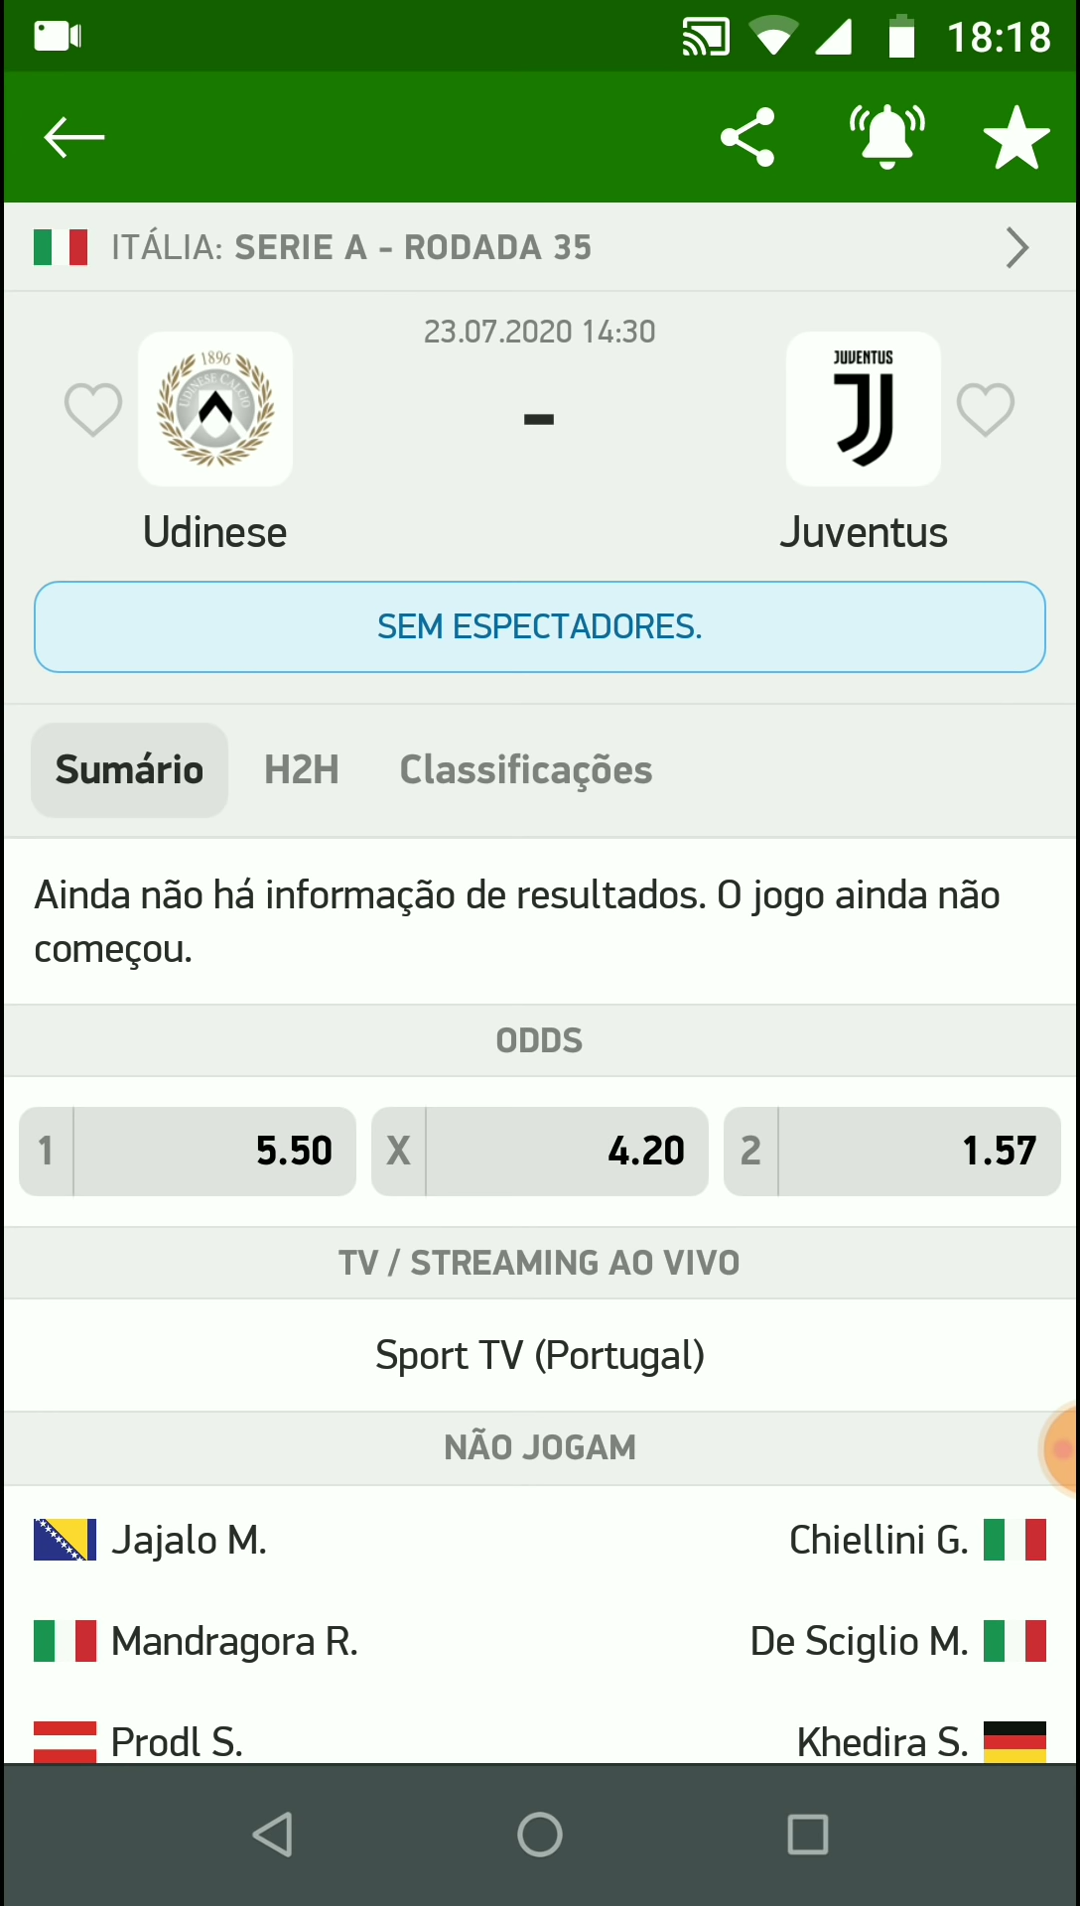 18:18
ITÁLIA: SERIE A - RODADA 35
23.07.2020 14:30
1896
UDINESE CALCIO
JUVENTUS
-
Udinese
Juventus
SEM ESPECTADORES.
Sumário H2H Classificações
Ainda não há informação de resultados. O jogo ainda não
começou.
ODDS
1 5.50 X 4.20 2 1.57
TV / STREAMING AO VIVO
Sport TV (Portugal)
NÃO JOGAM
Jajalo M. Chiellini G.
Mandragora R. De Sciglio M.
Prodl S. Khedira S.